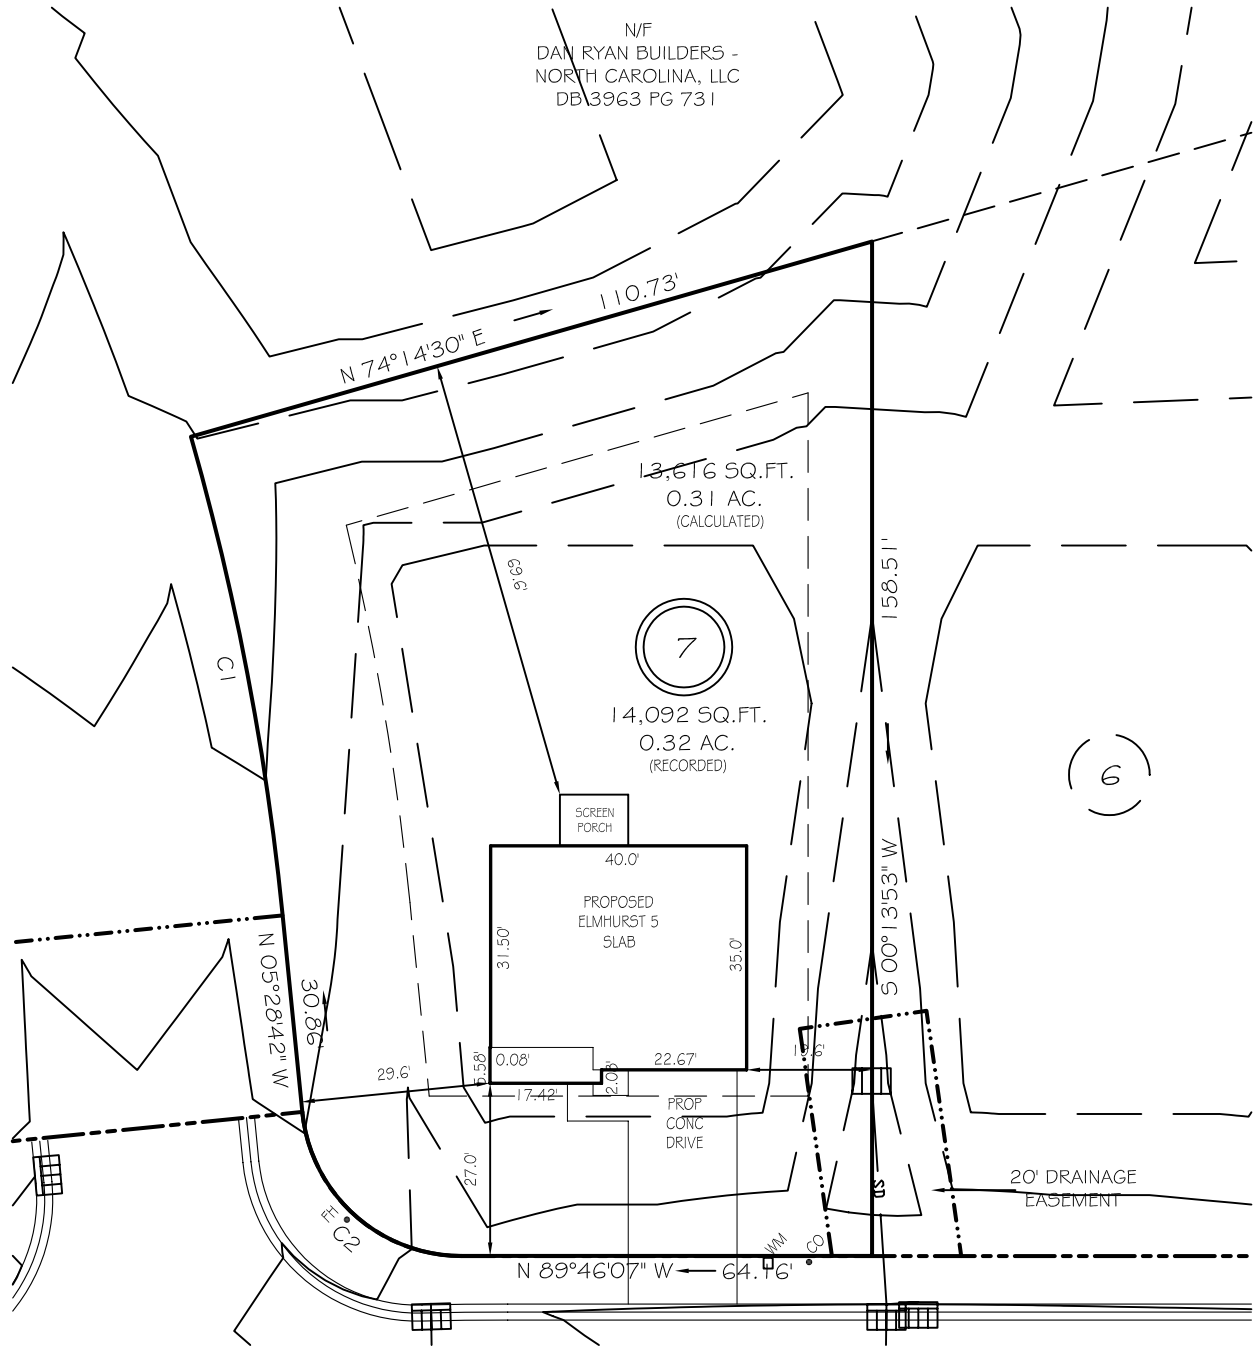 N/F
DAN RYAN BUILDERS -
NORTH CAROLINA, LLC
DB 3963 PG 731
110.73'
N 74°14'30" E
13,616 SQ.FT.
0.31 AC.
(CALCULATED)
69.6'
158.51'
7
C1
14,092 SQ.FT.
0.32 AC.
(RECORDED)
6
SCREEN
PORCH
40.0'
PROPOSED
ELMHURST 5
SLAB
31.50'
35.0'
S 00°13'53" W
N 05°28'42" W
30.86'
29.6'
5.58'
0.08'
22.67'
2.08'
17.42'
19.6'
PROP
CONC
DRIVE
27.0'
SD
20' DRAINAGE
EASEMENT
FH
C2
WM
CO
N 89°46'07" W
64.16'